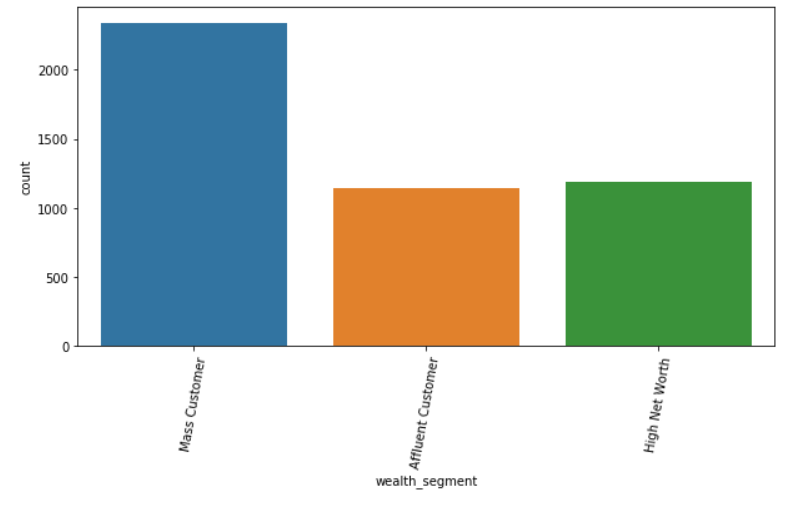 2000
1500
1000
500
0
count
Mass Customer
Affluent Customer
High Net Worth
wealth_segment